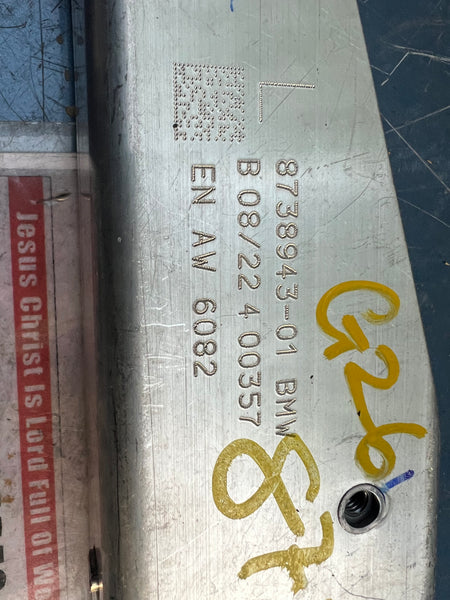 L
8738943-01 BMW
B 08/22 4 00357
EN AW 6082
G26
87
Jesus Christ Is Lord Full Of